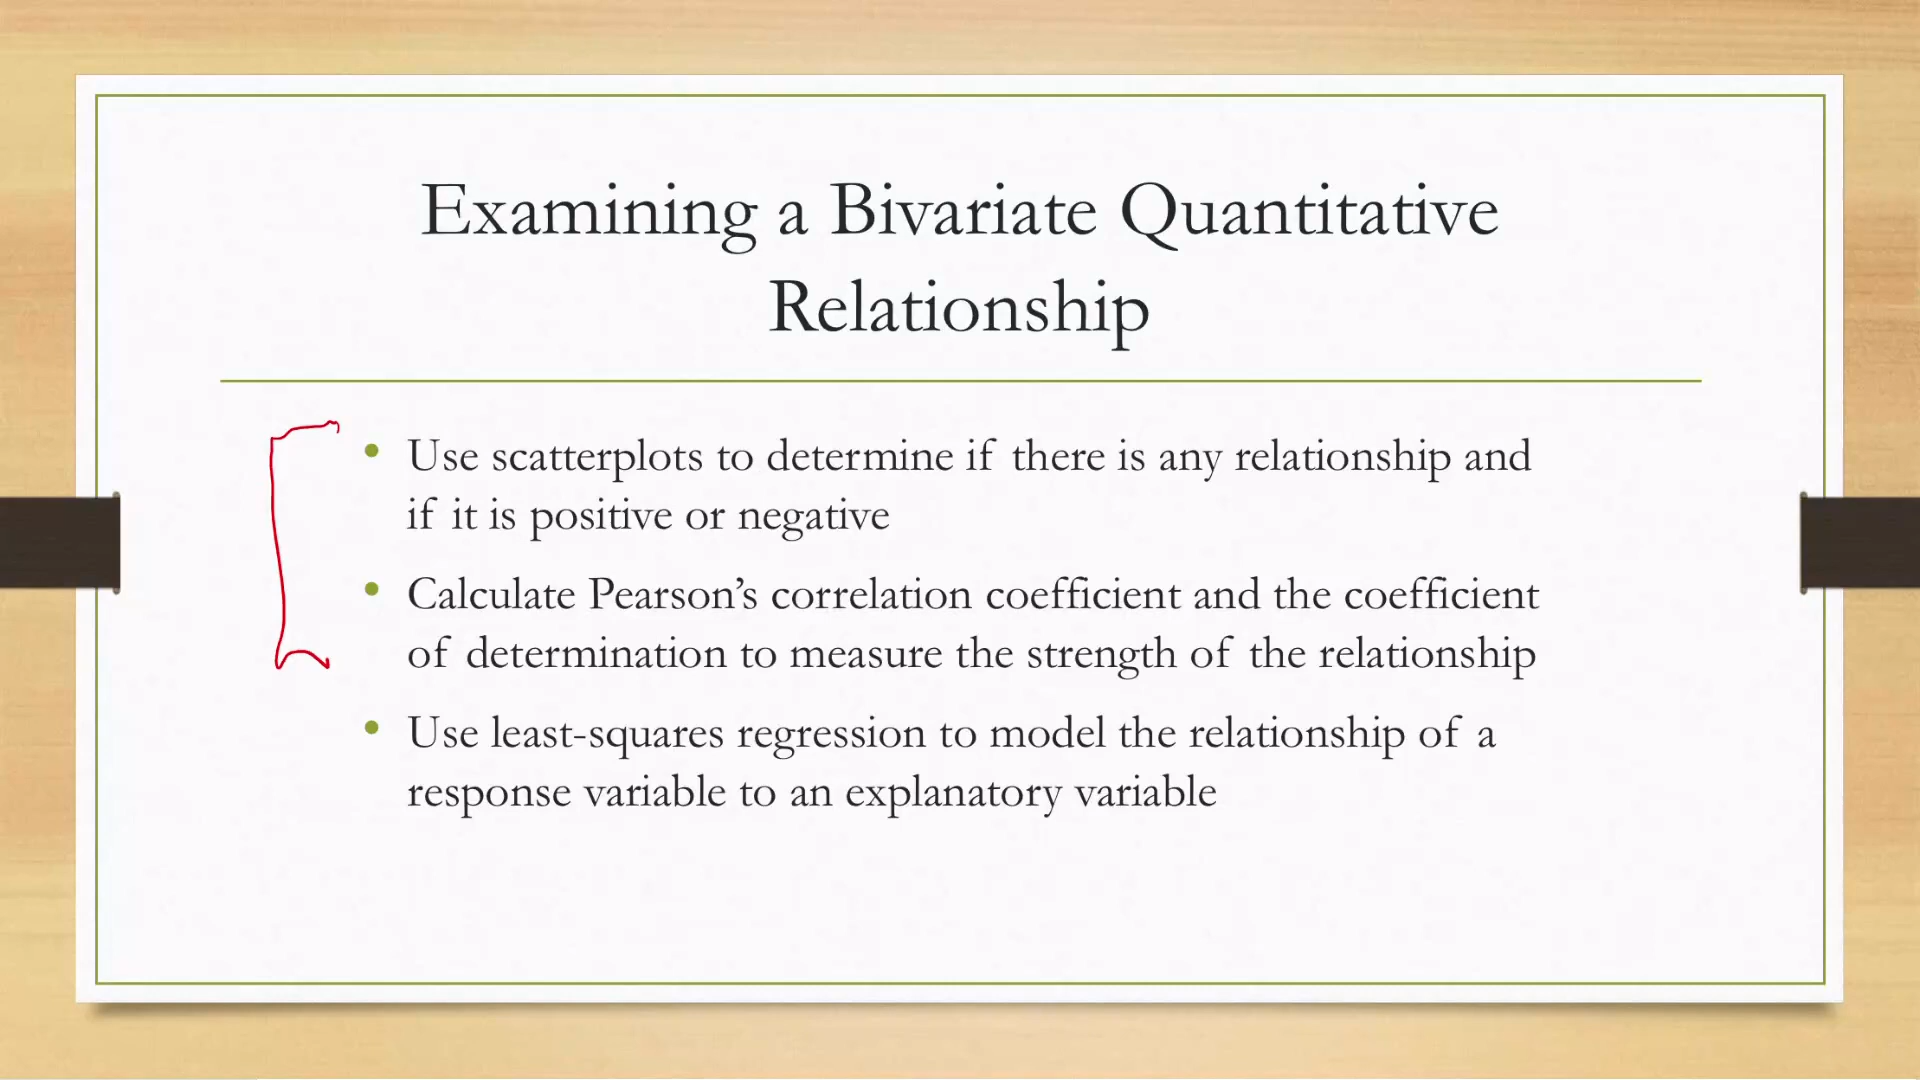 Examining a Bivariate Quantitative
Relationship
• Use scatterplots to determine if there is any relationship and
if it is positive or negative
• Calculate Pearson’s correlation coefficient and the coefficient
of determination to measure the strength of the relationship
• Use least-squares regression to model the relationship of a
response variable to an explanatory variable